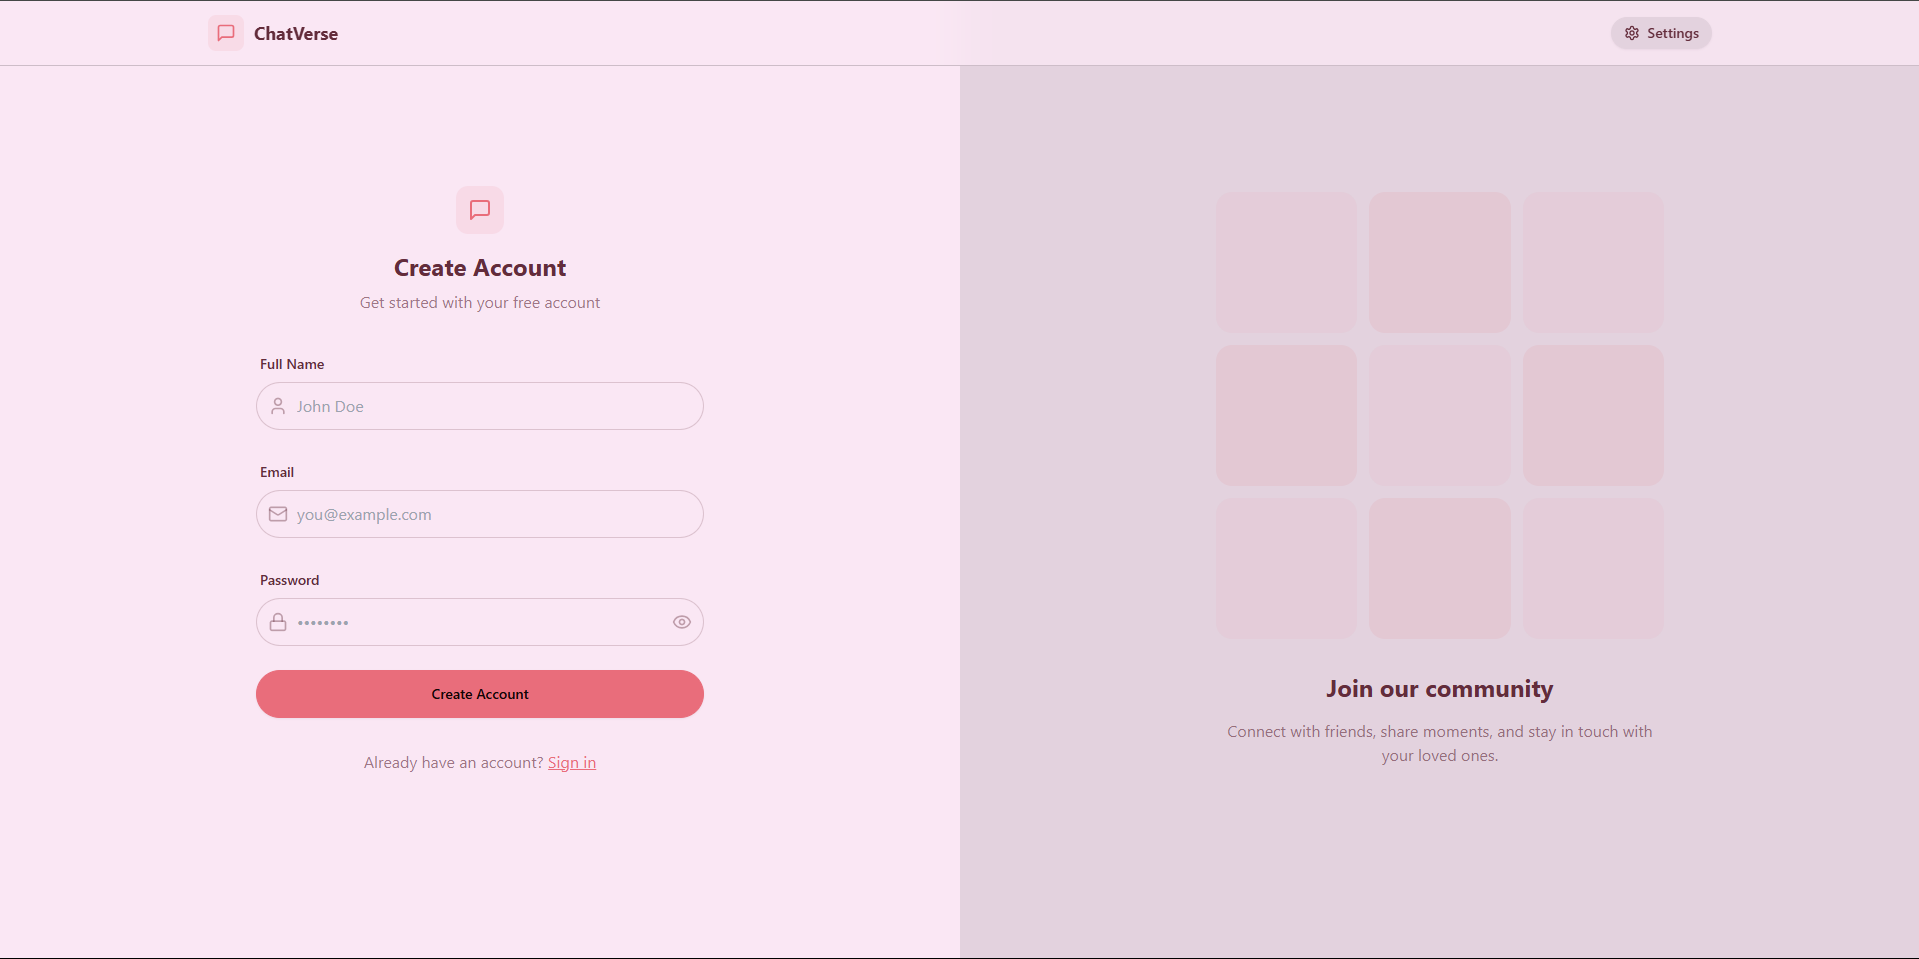 ChatVerse
Settings
Create Account
Get started with your free account
Full Name
John Doe
Email
you@example.com
Password
••••••••
Create Account
Already have an account? Sign in
Join our community
Connect with friends, share moments, and stay in touch with
your loved ones.